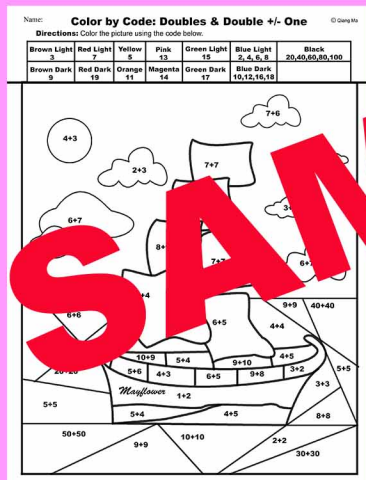 Name:
Color by Code: Doubles & Double +/- One
© Qiang Ma
Directions: Color the picture using the code below.
Brown Light Red Light Yellow Pink Green Light Blue Light Black
3 7 5 13 15 2, 4, 6, 8 20,40,60,80,100
Brown Dark Red Dark Orange Magenta Green Dark Blue Dark
9 19 11 14 17 10,12,16,18
7+6
4+3
2+3
7+7
6+7
SAM
6+5
9+9 40+40
6+6
4+4
10+9 5+4 9+10 4+5
5+6 4+3 6+5 9+8 3+2 5+5
3+3
Mayflower 1+2
5+5
5+4 4+5 8+8
50+50
9+9
10+10
2+2
30+30